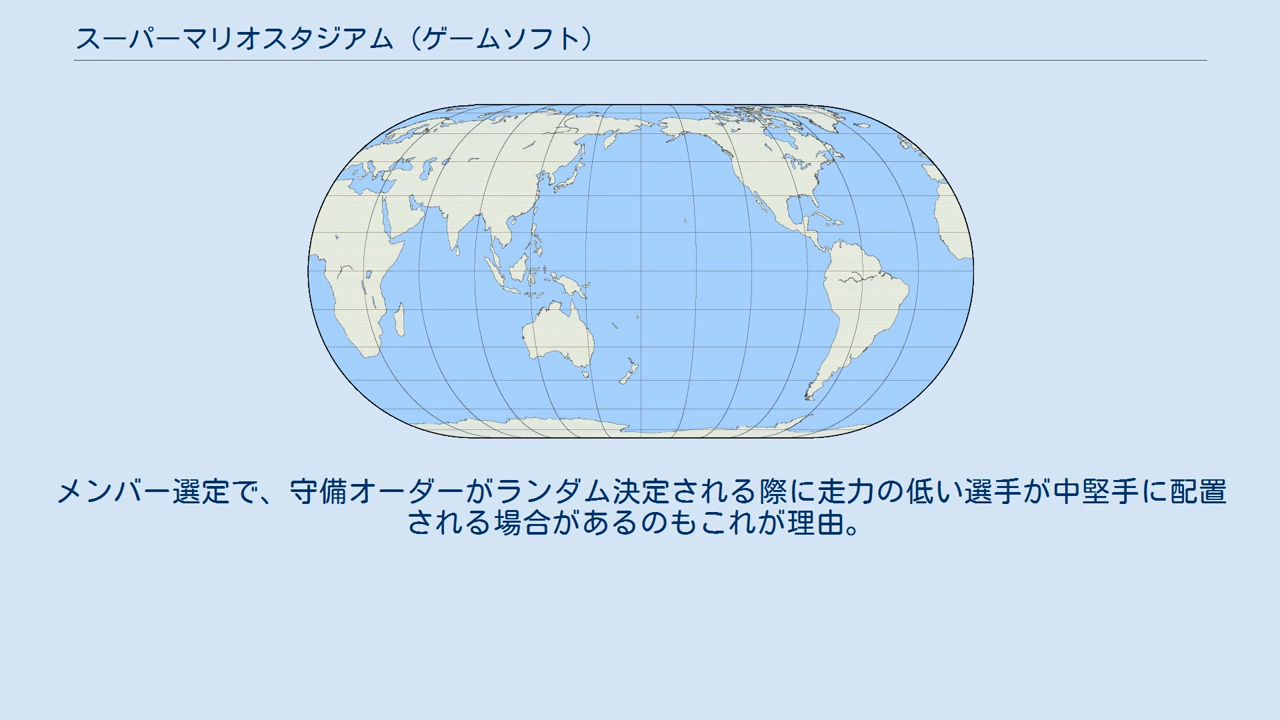 スーパーマリオスタジアム（ゲームソフト）
メンバー選定で、守備オーダーがランダム決定される際に走力の低い選手が中堅手に配置
される場合があるのもこれが理由。